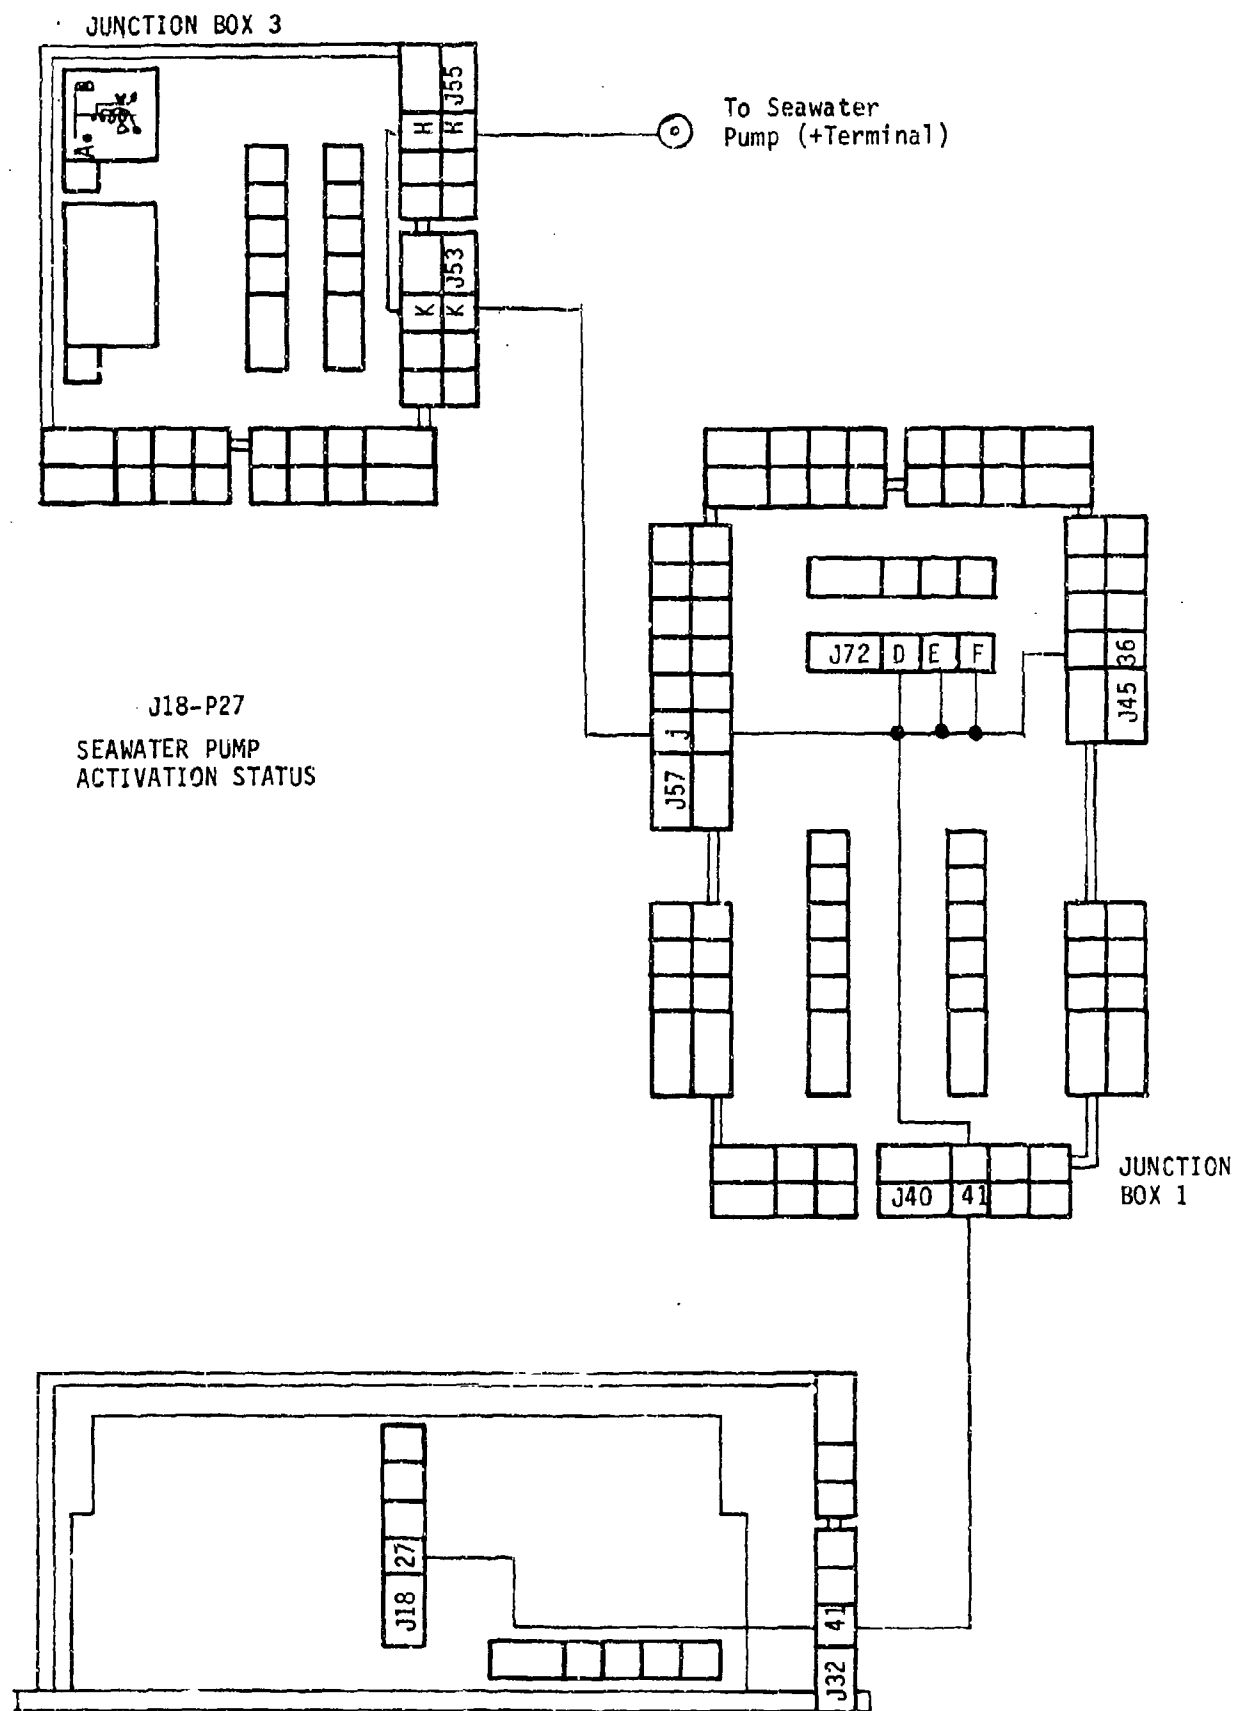 JUNCTION BOX 3
A
B
J55
H
H
To Seawater
Pump (+Terminal)
J53
K
K
J18-P27
SEAWATER PUMP
ACTIVATION STATUS
J72 D E F
36
J45
j
J57
J40 41
JUNCTION
BOX 1
27
J18
41
J32